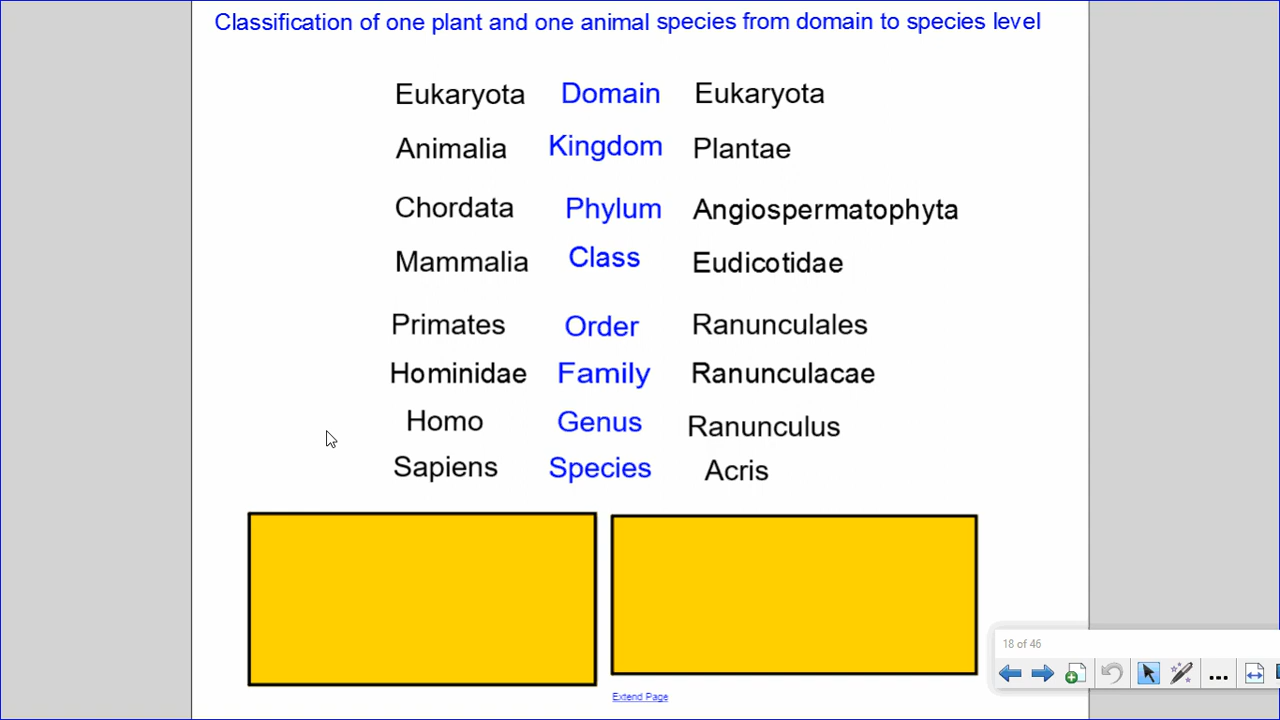 Classification of one plant and one animal species from domain to species level
Eukaryota Domain Eukaryota
Animalia Kingdom Plantae
Chordata Phylum Angiospermatophyta
Mammalia Class Eudicotidae
Primates Order Ranunculales
Hominidae Family Ranunculacae
Homo Genus Ranunculus
Sapiens Species Acris
18 of 46
Extend Page